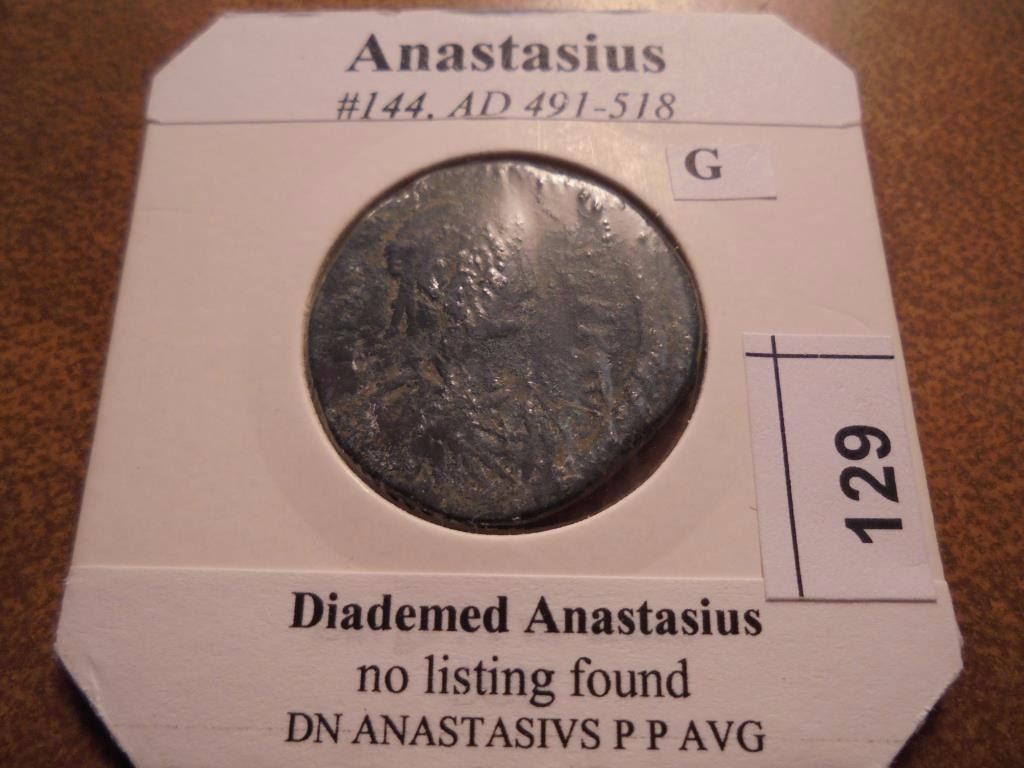 Anastasius
#144. AD 491-518
G
129
Diademed Anastasius
no listing found
DN ANASTASIVS P P AVG